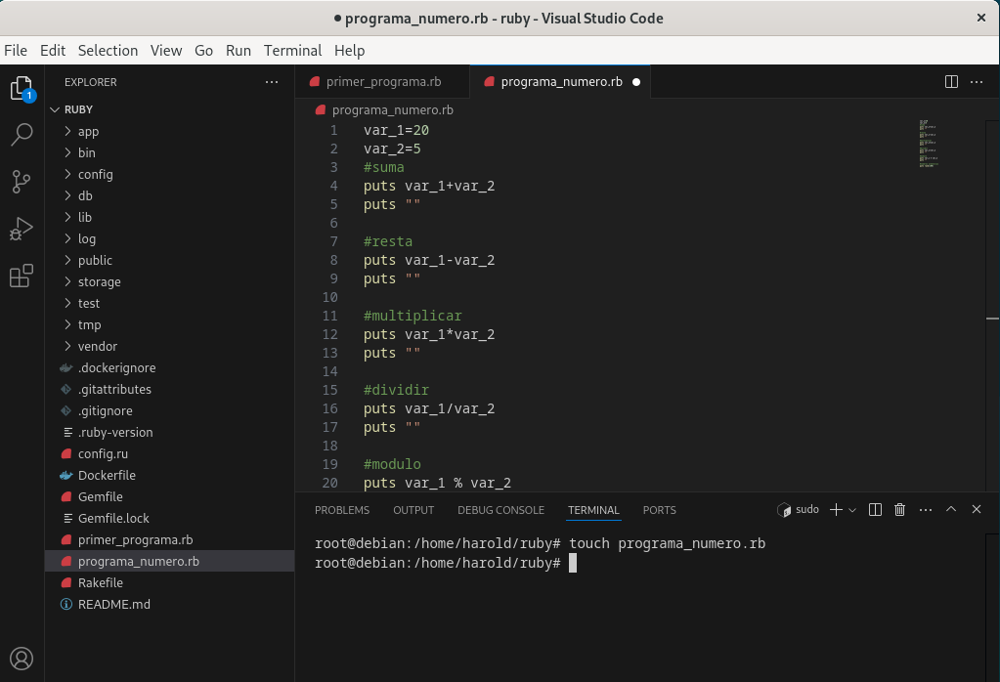 ● programa_numero.rb - ruby - Visual Studio Code
File Edit Selection View Go Run Terminal Help
1
EXPLORER
RUBY
app
bin
config
db
lib
log
public
storage
test
tmp
vendor
.dockerignore
.gitattributes
.gitignore
.ruby-version
config.ru
Dockerfile
Gemfile
Gemfile.lock
primer_programa.rb
programa_numero.rb
Rakefile
README.md
primer_programa.rb programa_numero.rb
programa_numero.rb
1 var_1=20
2 var_2=5
3 #suma
4 puts var_1+var_2
5 puts ""
6
7 #resta
8 puts var_1-var_2
9 puts ""
10
11 #multiplicar
12 puts var_1*var_2
13 puts ""
14
15 #dividir
16 puts var_1/var_2
17 puts ""
18
19 #modulo
20 puts var_1 % var_2
PROBLEMS OUTPUT DEBUG CONSOLE TERMINAL PORTS sudo
root@debian:/home/harold/ruby# touch programa_numero.rb
root@debian:/home/harold/ruby#